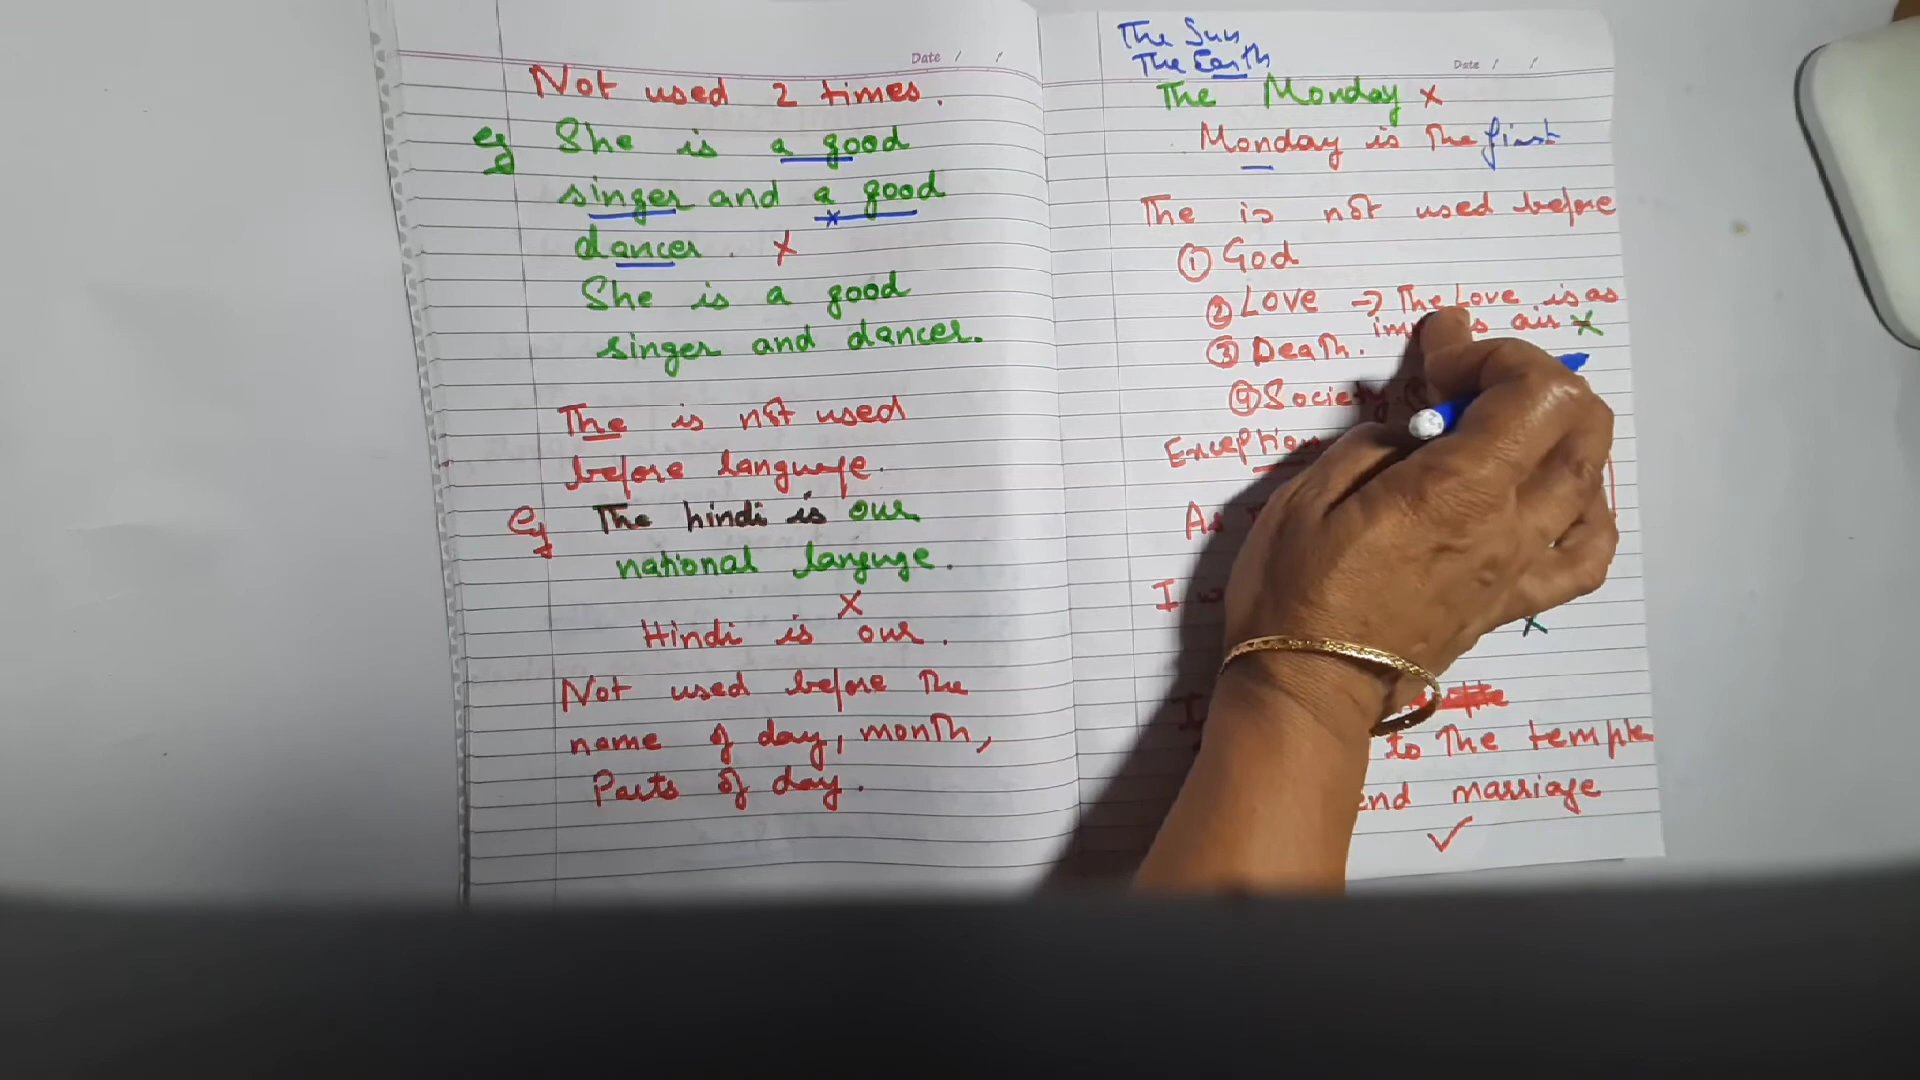 Date / /
Not used 2 times.
eg She is a good
singer and a good
dancer. X
She is a good
singer and dancer.
The is not used
before language.
eg The hindi is our
national languge.
X
Hindi is our.
Not used before the
name of day, month,
Parts of day.
The Sun
The Earth
Date / /
The Monday x
Monday is the first
The is not used before
① God
② Love → The Love is as
air x
③ Death.
④ Society
Exception
As
I
x
to the temple
marriage
✓